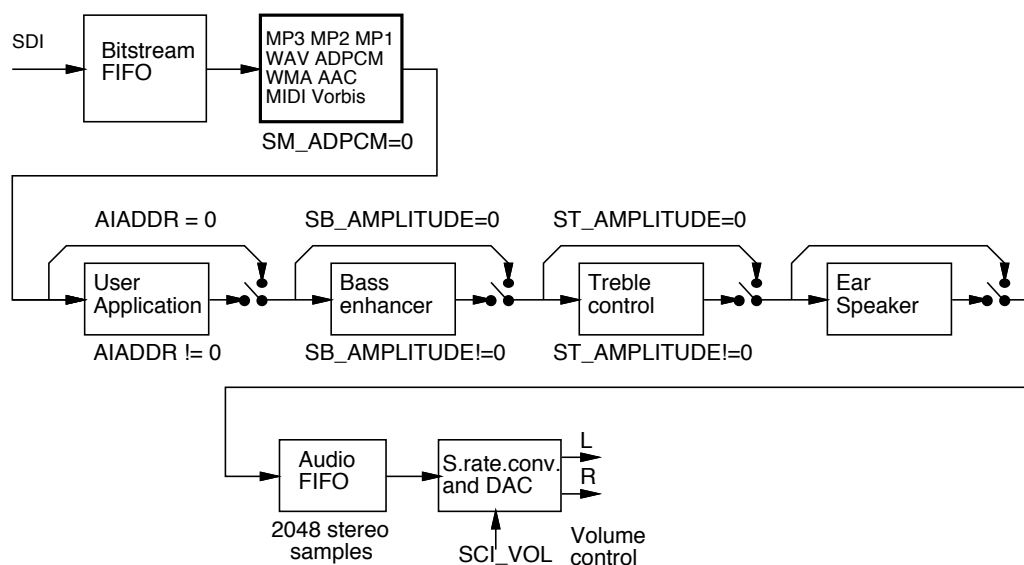 SDI
Bitstream
FIFO
MP3 MP2 MP1
WAV ADPCM
WMA AAC
MIDI Vorbis
SM_ADPCM=0
AIADDR = 0
SB_AMPLITUDE=0
ST_AMPLITUDE=0
User
Application
Bass
enhancer
Treble
control
Ear
Speaker
AIADDR != 0
SB_AMPLITUDE!=0
ST_AMPLITUDE!=0
Audio
FIFO
S.rate.conv.
and DAC
L
R
2048 stereo
samples
SCI_VOL
Volume
control